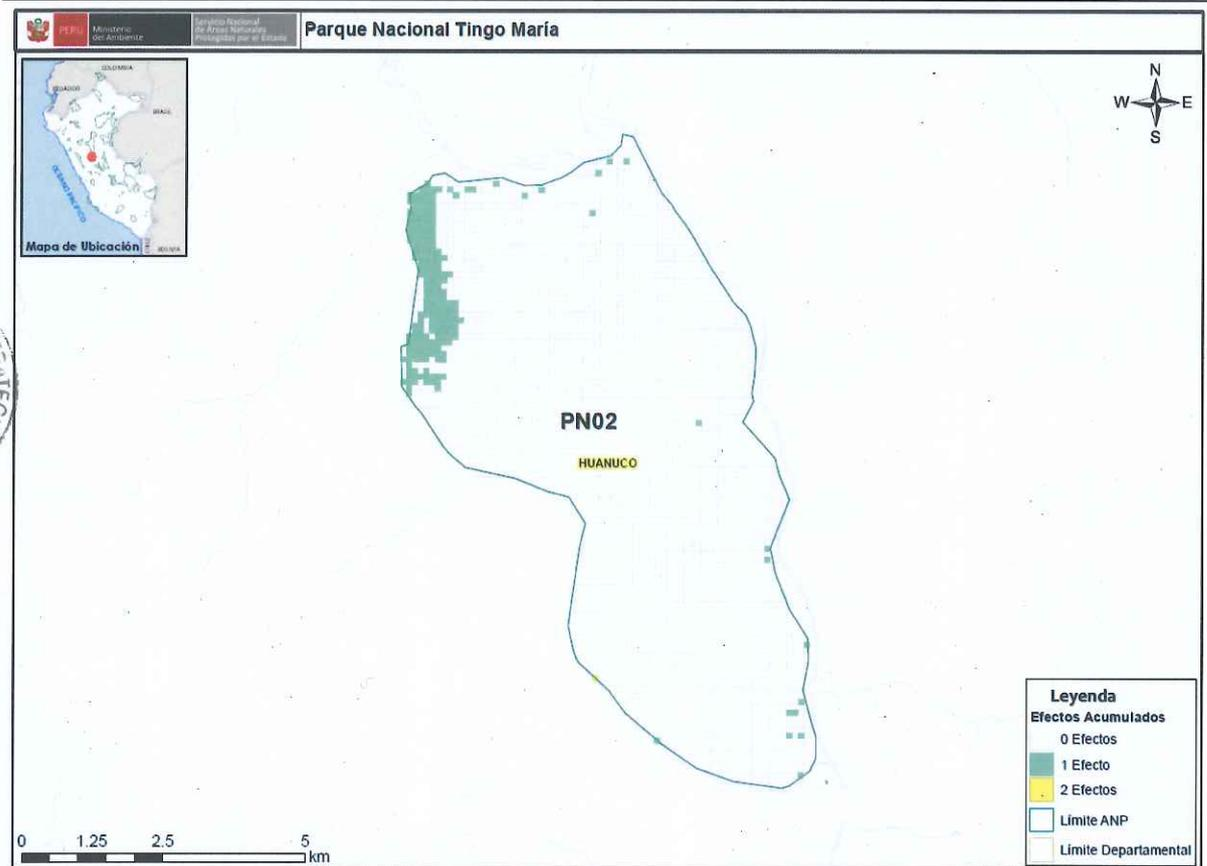 PERÚ
Ministerio
del Ambiente
Servicio Nacional
de Áreas Naturales
Protegidas por el Estado
Parque Nacional Tingo María
COLOMBIA
ECUADOR
BRASIL
OCEANO PACIFICO
BOLIVIA
Mapa de Ubicación
N
W
E
S
PN02
HUANUCO
Leyenda
Efectos Acumulados
0 Efectos
1 Efecto
2 Efectos
Límite ANP
Límite Departamental
0 1.25 2.5 5
km